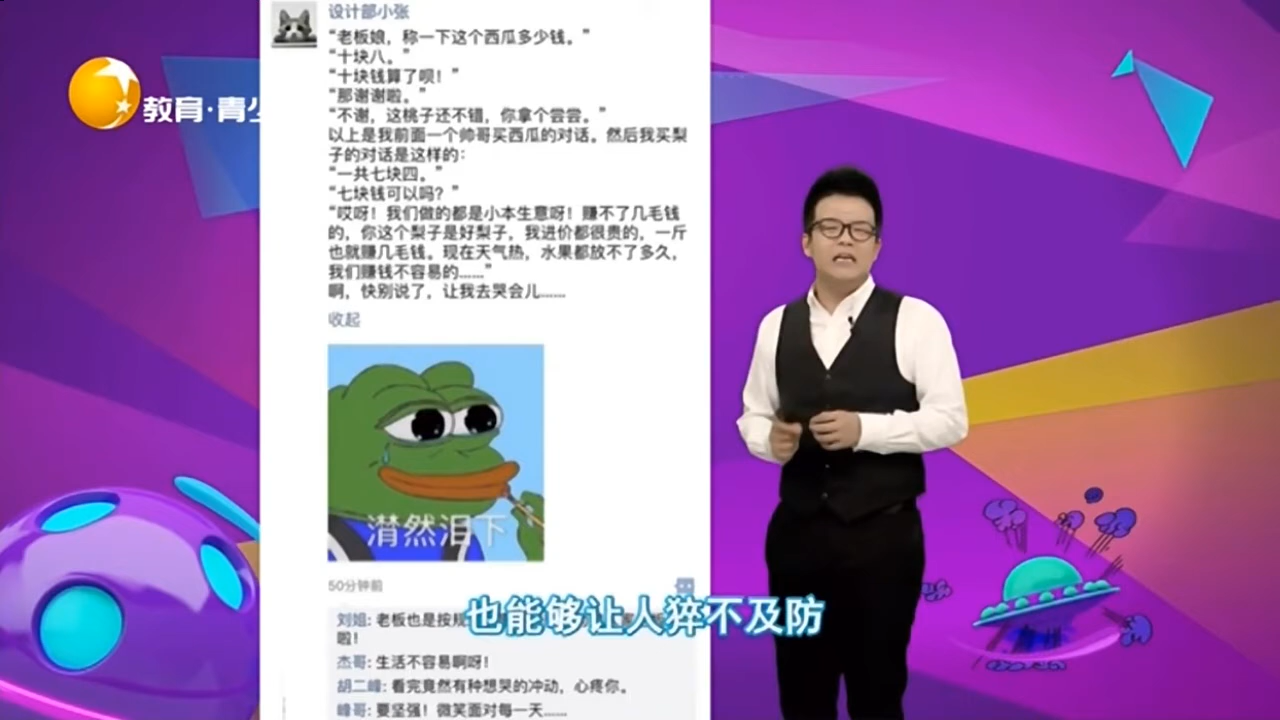 设计部小张
“老板娘，称一下这个西瓜多少钱。”
“十块八。”
“十块钱算了呗！”
“那谢谢啦。”
“不谢，这桃子还不错，你拿个尝尝。”
以上是我前面一个帅哥买西瓜的对话。然后我买梨
子的对话是这样的：
“一共七块四。”
“七块钱可以吗？”
“哎呀！我们做的都是小本生意呀！赚不了几毛钱
的，你这个梨子是好梨子，我进价都很贵的，一斤
也就赚几毛钱。现在天气热，水果都放不了多久，
我们赚钱不容易的……”
啊，快别说了，让我去哭会儿……
收起
教育·青少
潸然泪下
50分钟前
刘姐: 老板也是按规
啦！
也能够让人猝不及防
杰哥: 生活不容易啊呀！
胡二峰: 看完竟然有种想哭的冲动，心疼你。
峰哥: 要坚强！微笑面对每一天……